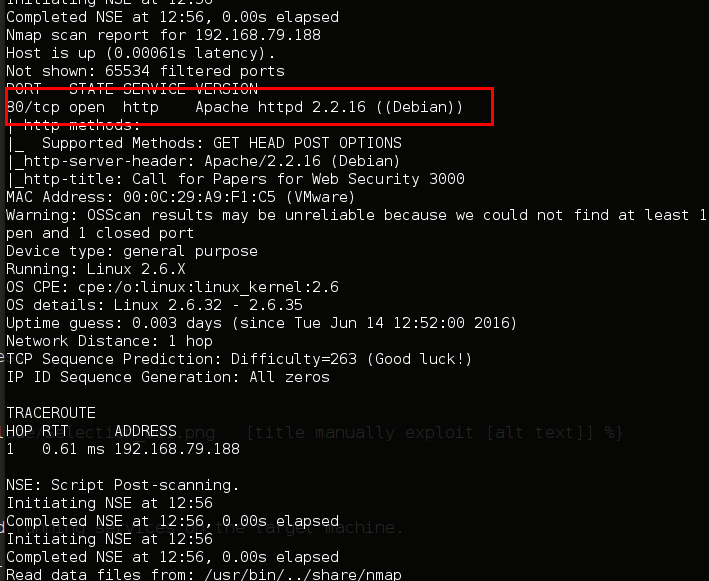 Initiating NSE at 12:56
Completed NSE at 12:56, 0.00s elapsed
Nmap scan report for 192.168.79.188
Host is up (0.00061s latency).
Not shown: 65534 filtered ports
PORT   STATE SERVICE VERSION
80/tcp open  http    Apache httpd 2.2.16 ((Debian))
| http-methods:
|_  Supported Methods: GET HEAD POST OPTIONS
|_http-server-header: Apache/2.2.16 (Debian)
|_http-title: Call for Papers for Web Security 3000
MAC Address: 00:0C:29:A9:F1:C5 (VMware)
Warning: OSScan results may be unreliable because we could not find at least 1
pen and 1 closed port
Device type: general purpose
Running: Linux 2.6.X
OS CPE: cpe:/o:linux:linux_kernel:2.6
OS details: Linux 2.6.32 - 2.6.35
Uptime guess: 0.003 days (since Tue Jun 14 12:52:00 2016)
Network Distance: 1 hop
TCP Sequence Prediction: Difficulty=263 (Good luck!)
IP ID Sequence Generation: All zeros
TRACEROUTE
HOP RTT     ADDRESS
.png   [title manually exploit [alt text]] %}
1   0.61 ms 192.168.79.188
NSE: Script Post-scanning.
Initiating NSE at 12:56
Completed NSE at 12:56, 0.00s elapsed
the target machine.
Initiating NSE at 12:56
Completed NSE at 12:56, 0.00s elapsed
Read data files from: /usr/bin/../share/nmap